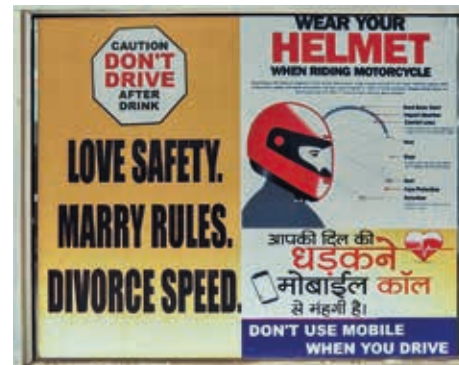 CAUTION
DON'T
DRIVE
AFTER
DRINK
LOVE SAFETY.
MARRY RULES.
DIVORCE SPEED.
WEAR YOUR
HELMET
WHEN RIDING MOTORCYCLE
आपकी दिल की
धड़कने
मोबाईल कॉल
से मंहगी है।
DON'T USE MOBILE
WHEN YOU DRIVE